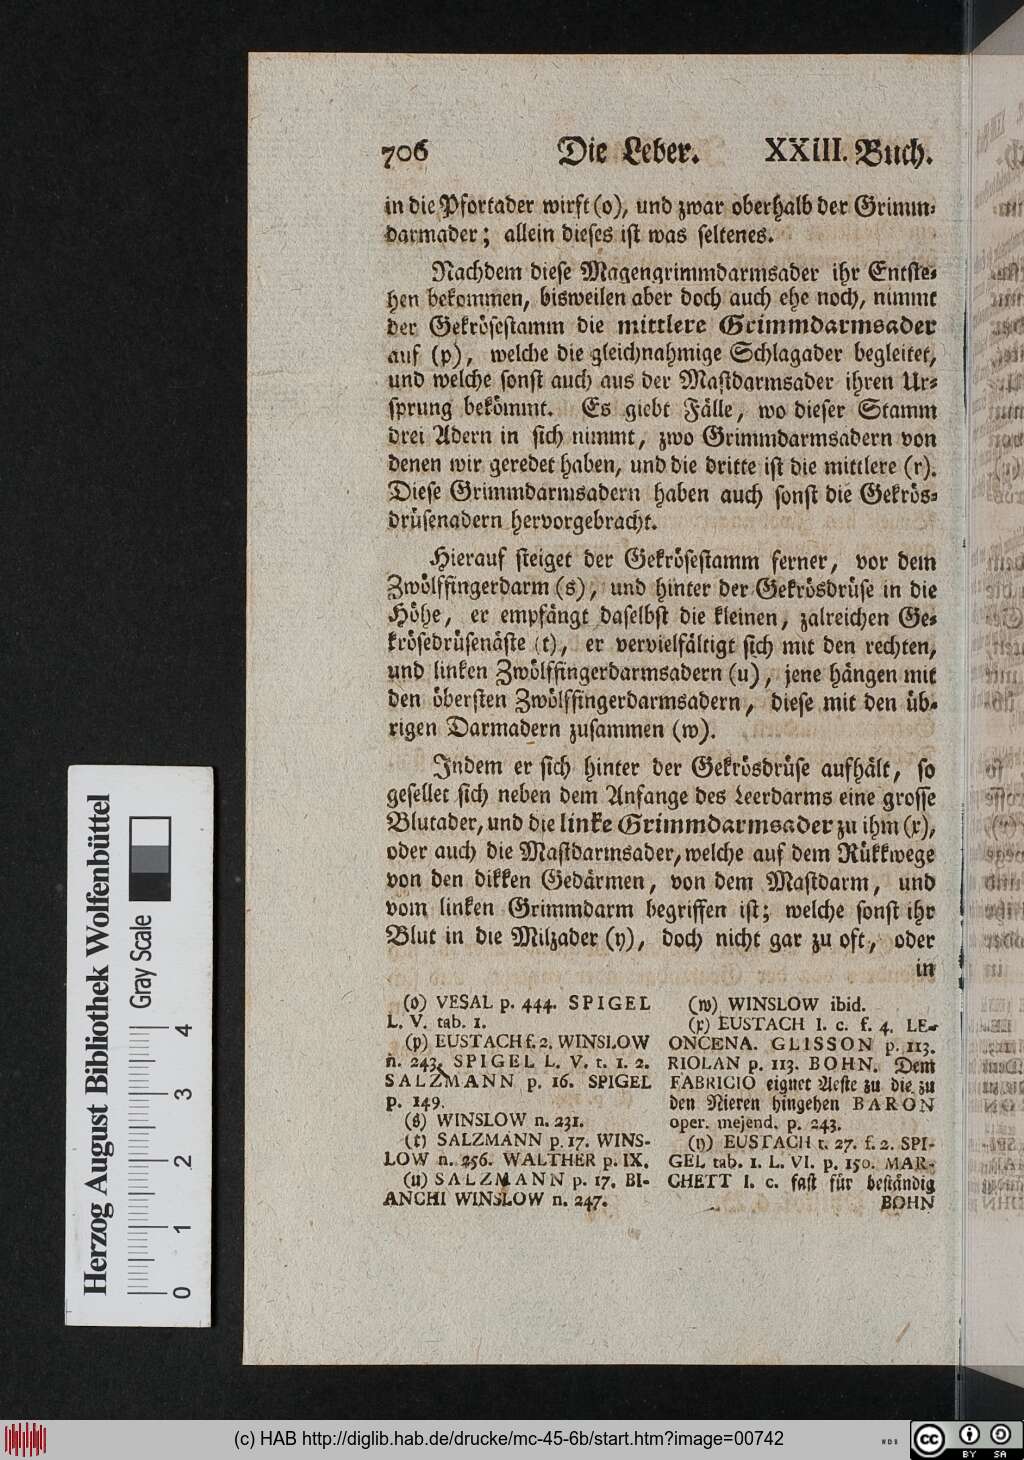 706 Die Leber. XXIII. Buch.
in die Pfortader wirft (o), und zwar oberhalb der Grimm-
darmader; allein dieses ist was seltenes.
Nachdem diese Magengrimmdarmsader ihr Entste-
hen bekommen, bisweilen aber doch auch ehe noch, nimmt
der Gekrösestamm die mittlere Grimmdarmsader
auf (p), welche die gleichnahmige Schlagader begleitet,
und welche sonst auch aus der Mastdarmsader ihren Ur-
sprung bekömmt. Es giebt Fälle, wo dieser Stamm
drei Adern in sich nimmt, zwo Grimmdarmsadern von
denen wir geredet haben, und die dritte ist die mittlere (r).
Diese Grimmdarmsadern haben auch sonst die Gekrös-
drüsenadern hervorgebracht.
Hierauf steiget der Gekrösestamm ferner, vor dem
Zwölffingerdarm (s), und hinter der Gekrösdrüse in die
Höhe, er empfängt daselbst die kleinen, zalreichen Ge-
krösedrüsenäste (t), er vervielfältigt sich mit den rechten,
und linken Zwölffingerdarmsadern (u), jene hängen mit
den öbersten Zwölffingerdarmsadern, diese mit den üb-
rigen Darmadern zusammen (w).
Indem er sich hinter der Gekrösdrüse aufhält, so
gesellet sich neben dem Anfange des Leerdarms eine grosse
Blutader, und die linke Grimmdarmsader zu ihm (x),
oder auch die Mastdarmsader, welche auf dem Rükkwege
von den dikken Gedärmen, von dem Mastdarm, und
vom linken Grimmdarm begriffen ist; welche sonst ihr
Blut in die Milzader (y), doch nicht gar zu oft, oder
in
(o) VESAL p. 444. SPIGEL
L. V. tab. 1.
(p) EUSTACH f. 2. WINSLOW
n. 243. SPIGEL L. V. t. 1. 2.
SALZMANN p. 16. SPIGEL
p. 149.
(s) WINSLOW n. 231.
(t) SALZMANN p. 17. WINS-
LOW n. 256. WALTHER p. IX.
(u) SALZMANN p. 17. BI-
ANCHI WINSLOW n. 247.
(w) WINSLOW ibid.
(x) EUSTACH l. c. f. 4. LE-
ONCENA. GLISSON p. 113.
RIOLAN p. 113. BOHN. Dem
FABRICIO eignet Aeste zu die zu
den Nieren hingehen BARON
oper. mejend. p. 243.
(y) EUSTACH t. 27. f. 2. SPI-
GEL tab. 1. L. VI. p. 150. MAR-
CHETT l. c. fast für beständig
BOHN
Herzog August Bibliothek Wolfenbüttel
Gray Scale
0 1 2 3 4
(c) HAB http://diglib.hab.de/drucke/mc-45-6b/start.htm?image=00742
cc BY SA